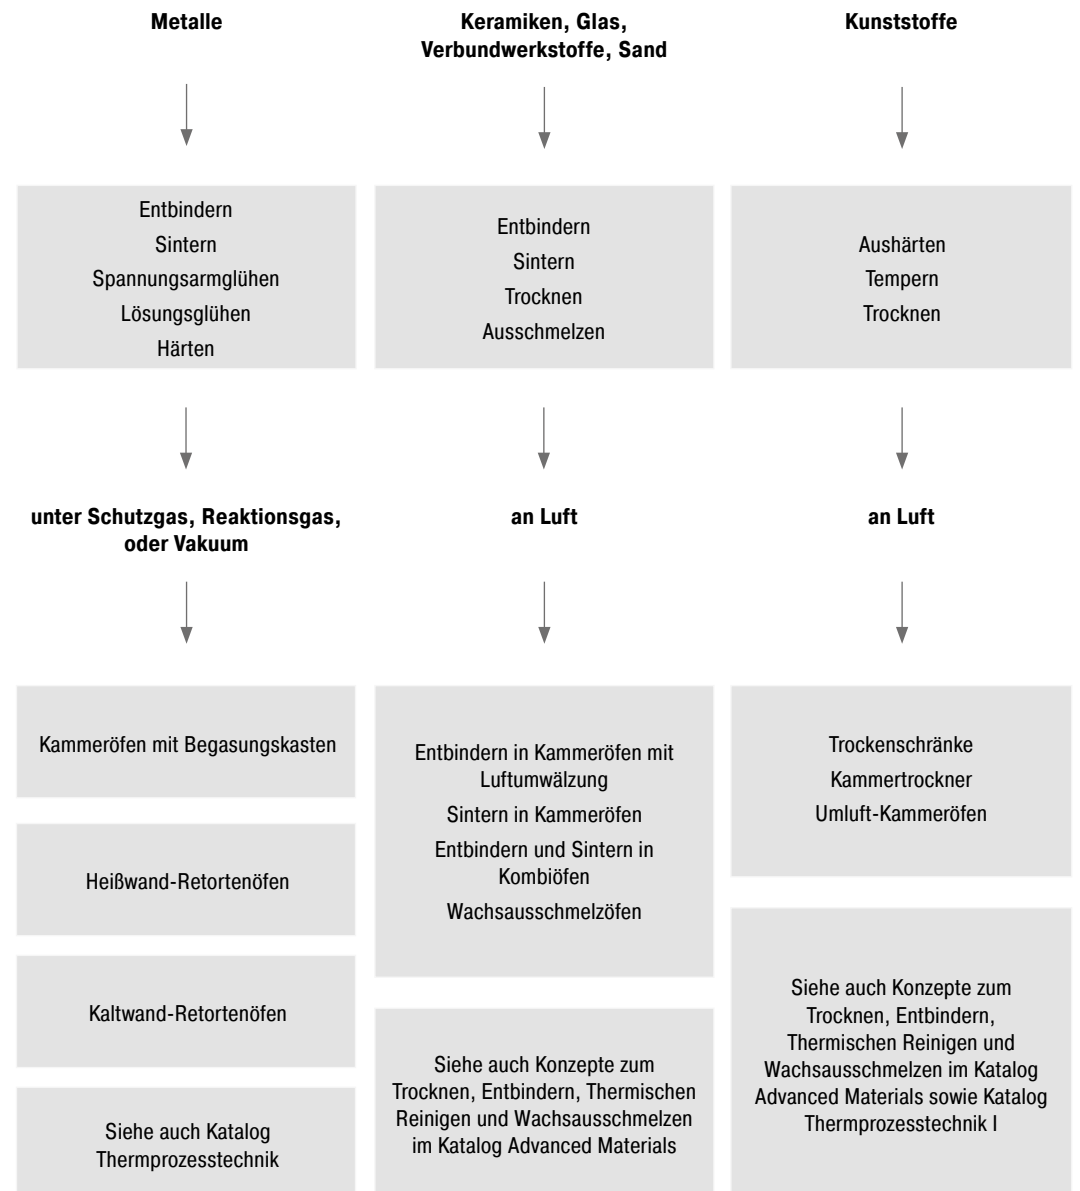 Metalle
Entbindern
Sintern
Spannungsarmglühen
Lösungsglühen
Härten
unter Schutzgas, Reaktionsgas,
oder Vakuum
Kammeröfen mit Begasungskasten
Heißwand-Retortenöfen
Kaltwand-Retortenöfen
Siehe auch Katalog
Thermprozesstechnik
Keramiken, Glas,
Verbundwerkstoffe, Sand
Entbindern
Sintern
Trocknen
Ausschmelzen
an Luft
Entbindern in Kammeröfen mit
Luftumwälzung
Sintern in Kammeröfen
Entbindern und Sintern in
Kombiöfen
Wachsausschmelzöfen
Siehe auch Konzepte zum
Trocknen, Entbindern, Thermischen
Reinigen und Wachsausschmelzen
im Katalog Advanced Materials
Kunststoffe
Aushärten
Tempern
Trocknen
an Luft
Trockenschränke
Kammertrockner
Umluft-Kammeröfen
Siehe auch Konzepte zum
Trocknen, Entbindern,
Thermischen Reinigen und
Wachsausschmelzen im Katalog
Advanced Materials sowie Katalog
Thermprozesstechnik I